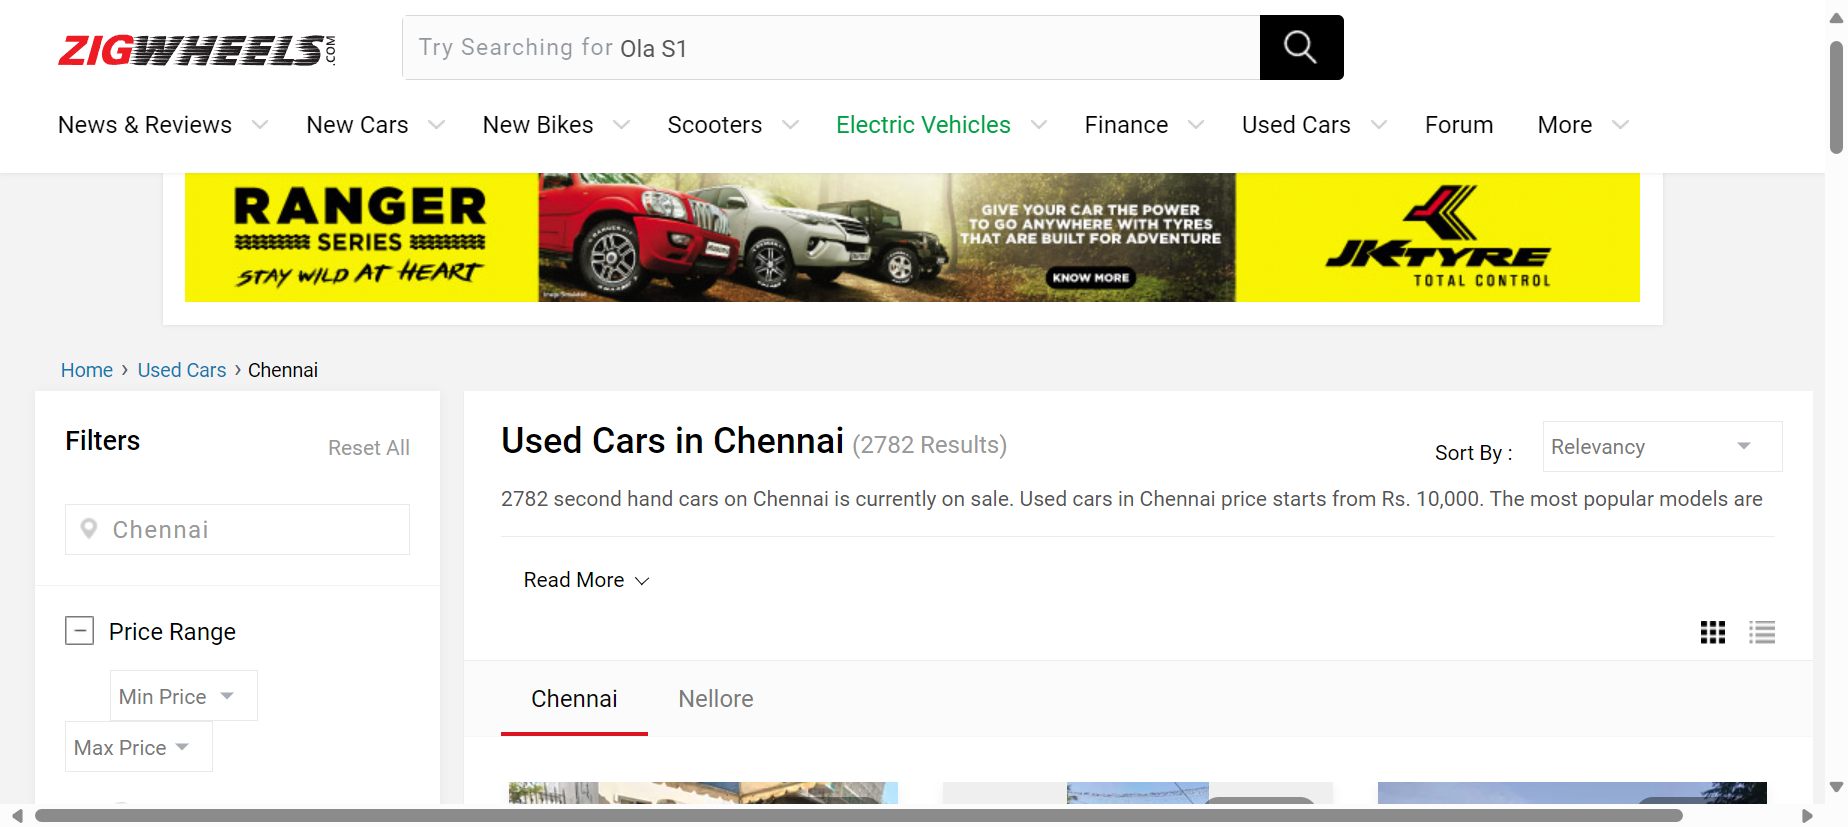 ZIGWHEELS.COM
Try Searching for Ola S1
News & Reviews
New Cars
New Bikes
Scooters
Electric Vehicles
Finance
Used Cars
Forum
More
RANGER
SERIES
STAY WILD AT HEART
GIVE YOUR CAR THE POWER
TO GO ANYWHERE WITH TYRES
THAT ARE BUILT FOR ADVENTURE
KNOW MORE
JK TYRE
TOTAL CONTROL
Home › Used Cars › Chennai
Filters
Reset All
Chennai
Price Range
Min Price
Max Price
Used Cars in Chennai (2782 Results)
Sort By :
Relevancy
2782 second hand cars on Chennai is currently on sale. Used cars in Chennai price starts from Rs. 10,000. The most popular models are
Read More
Chennai
Nellore